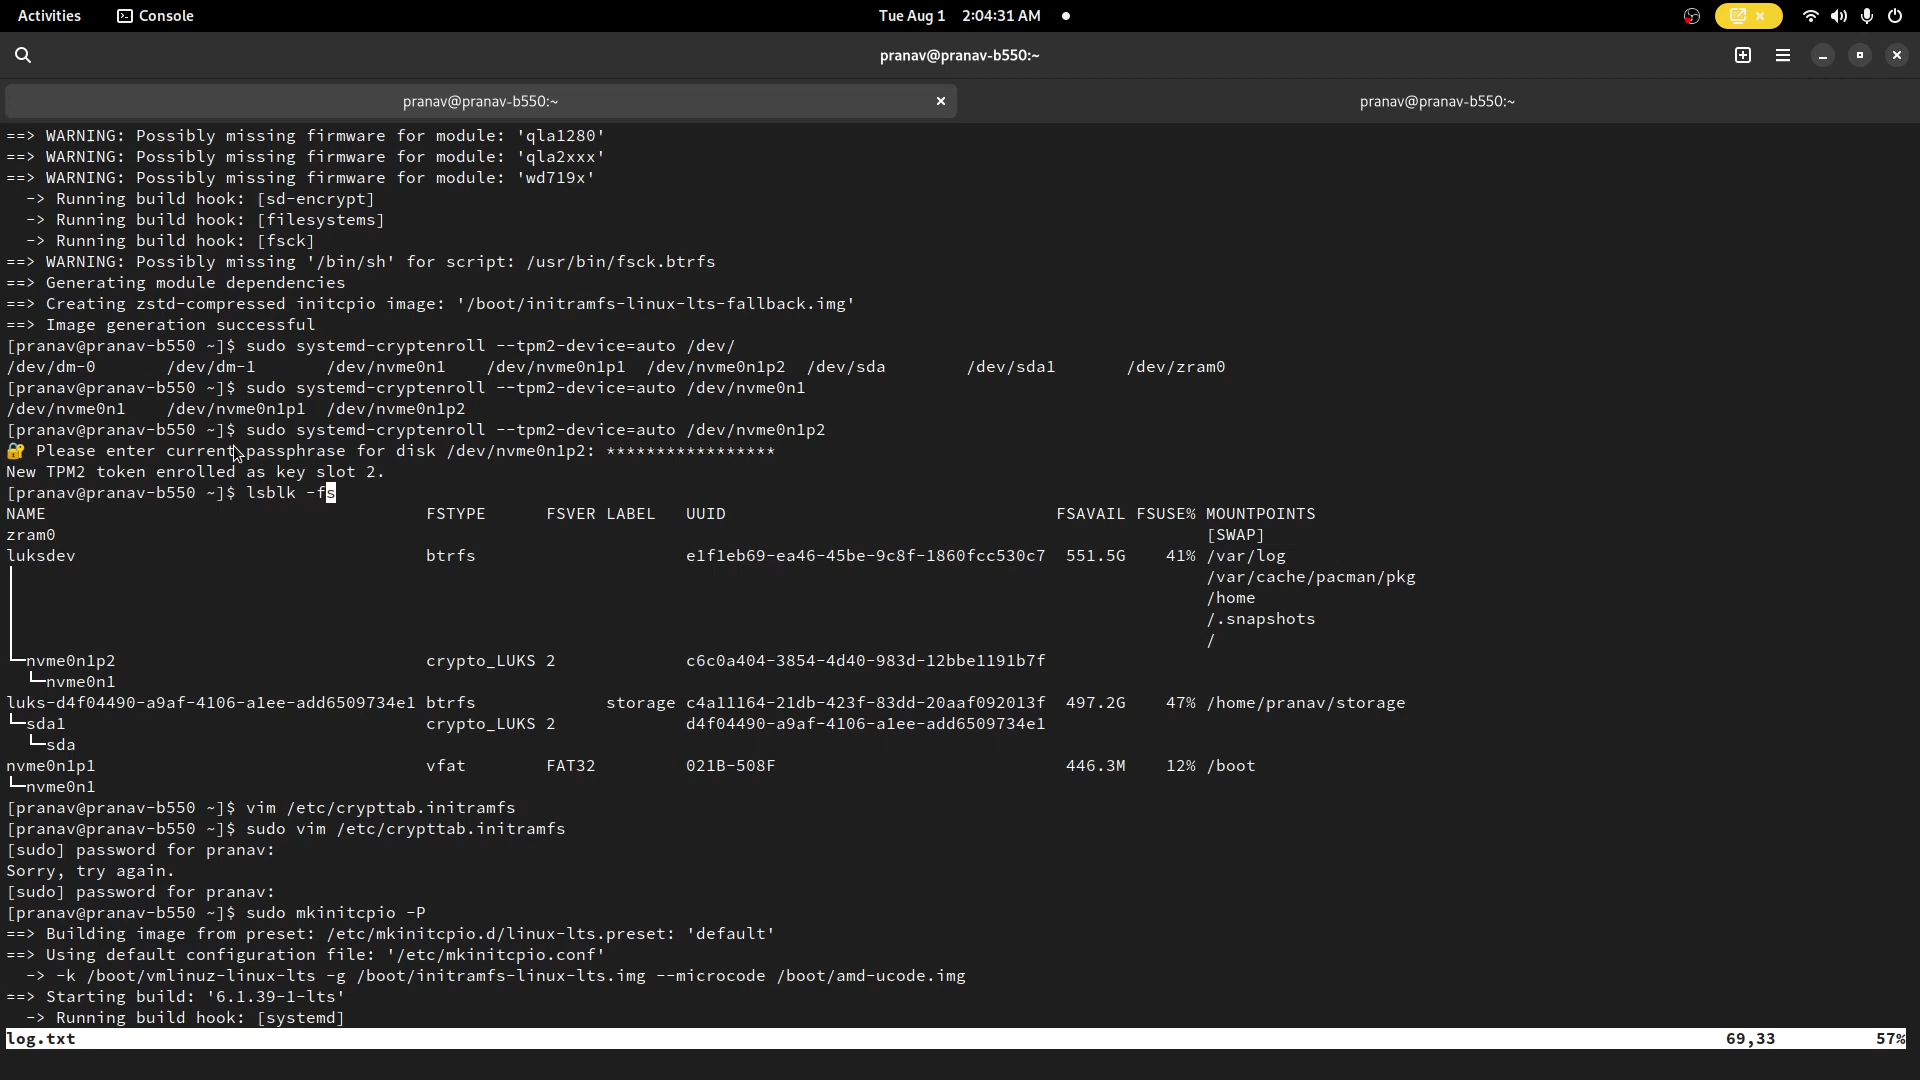 Activities Console Tue Aug 1 2:04:31 AM
pranav@pranav-b550:~
pranav@pranav-b550:~ pranav@pranav-b550:~
==> WARNING: Possibly missing firmware for module: 'qla1280'
==> WARNING: Possibly missing firmware for module: 'qla2xxx'
==> WARNING: Possibly missing firmware for module: 'wd719x'
-> Running build hook: [sd-encrypt]
-> Running build hook: [filesystems]
-> Running build hook: [fsck]
==> WARNING: Possibly missing '/bin/sh' for script: /usr/bin/fsck.btrfs
==> Generating module dependencies
==> Creating zstd-compressed initcpio image: '/boot/initramfs-linux-lts-fallback.img'
==> Image generation successful
[pranav@pranav-b550 ~]$ sudo systemd-cryptenroll --tpm2-device=auto /dev/
/dev/dm-0 /dev/dm-1 /dev/nvme0n1 /dev/nvme0n1p1 /dev/nvme0n1p2 /dev/sda /dev/sda1 /dev/zram0
[pranav@pranav-b550 ~]$ sudo systemd-cryptenroll --tpm2-device=auto /dev/nvme0n1
/dev/nvme0n1 /dev/nvme0n1p1 /dev/nvme0n1p2
[pranav@pranav-b550 ~]$ sudo systemd-cryptenroll --tpm2-device=auto /dev/nvme0n1p2
🔐 Please enter current passphrase for disk /dev/nvme0n1p2: *****************
New TPM2 token enrolled as key slot 2.
[pranav@pranav-b550 ~]$ lsblk -fs
NAME FSTYPE FSVER LABEL UUID FSAVAIL FSUSE% MOUNTPOINTS
zram0 [SWAP]
luksdev btrfs e1f1eb69-ea46-45be-9c8f-1860fcc530c7 551.5G 41% /var/log
/var/cache/pacman/pkg
/home
/.snapshots
/
└─nvme0n1p2 crypto_LUKS 2 c6c0a404-3854-4d40-983d-12bbe1191b7f
└─nvme0n1
luks-d4f04490-a9af-4106-a1ee-add6509734e1 btrfs storage c4a11164-21db-423f-83dd-20aaf092013f 497.2G 47% /home/pranav/storage
└─sda1 crypto_LUKS 2 d4f04490-a9af-4106-a1ee-add6509734e1
└─sda
nvme0n1p1 vfat FAT32 021B-508F 446.3M 12% /boot
└─nvme0n1
[pranav@pranav-b550 ~]$ vim /etc/crypttab.initramfs
[pranav@pranav-b550 ~]$ sudo vim /etc/crypttab.initramfs
[sudo] password for pranav:
Sorry, try again.
[sudo] password for pranav:
[pranav@pranav-b550 ~]$ sudo mkinitcpio -P
==> Building image from preset: /etc/mkinitcpio.d/linux-lts.preset: 'default'
==> Using default configuration file: '/etc/mkinitcpio.conf'
-> -k /boot/vmlinuz-linux-lts -g /boot/initramfs-linux-lts.img --microcode /boot/amd-ucode.img
==> Starting build: '6.1.39-1-lts'
-> Running build hook: [systemd]
log.txt 69,33 57%